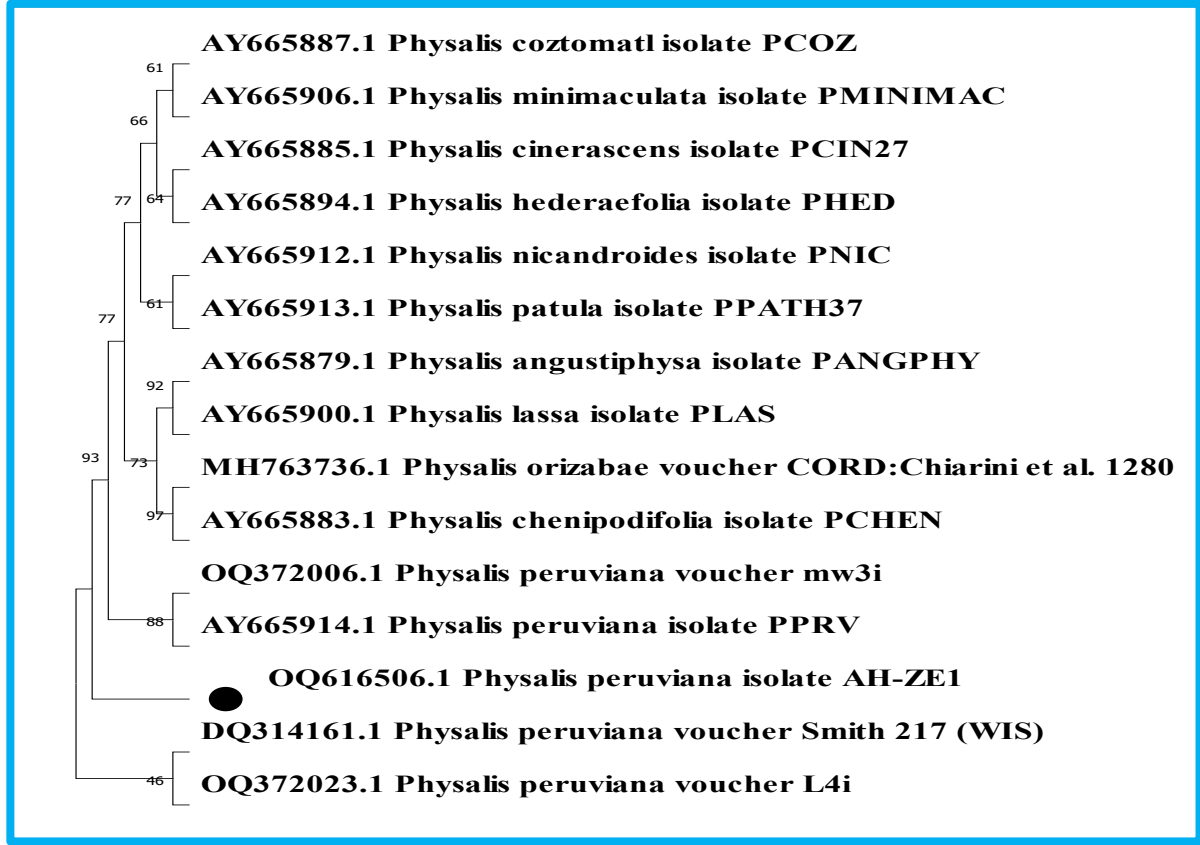 AY665887.1 Physalis coztomatl isolate PCOZ
61
AY665906.1 Physalis minimaculata isolate PMINIMAC
66
AY665885.1 Physalis cinerascens isolate PCIN27
77
64
AY665894.1 Physalis hederaefolia isolate PHED
AY665912.1 Physalis nicandroides isolate PNIC
61
AY665913.1 Physalis patula isolate PPATH37
77
AY665879.1 Physalis angustiphysa isolate PANGPHY
92
AY665900.1 Physalis lassa isolate PLAS
93
73
MH763736.1 Physalis orizabae voucher CORD:Chiarini et al. 1280
97
AY665883.1 Physalis chenipodifolia isolate PCHEN
OQ372006.1 Physalis peruviana voucher mw3i
88
AY665914.1 Physalis peruviana isolate PPRV
OQ616506.1 Physalis peruviana isolate AH-ZE1
DQ314161.1 Physalis peruviana voucher Smith 217 (WIS)
46
OQ372023.1 Physalis peruviana voucher L4i